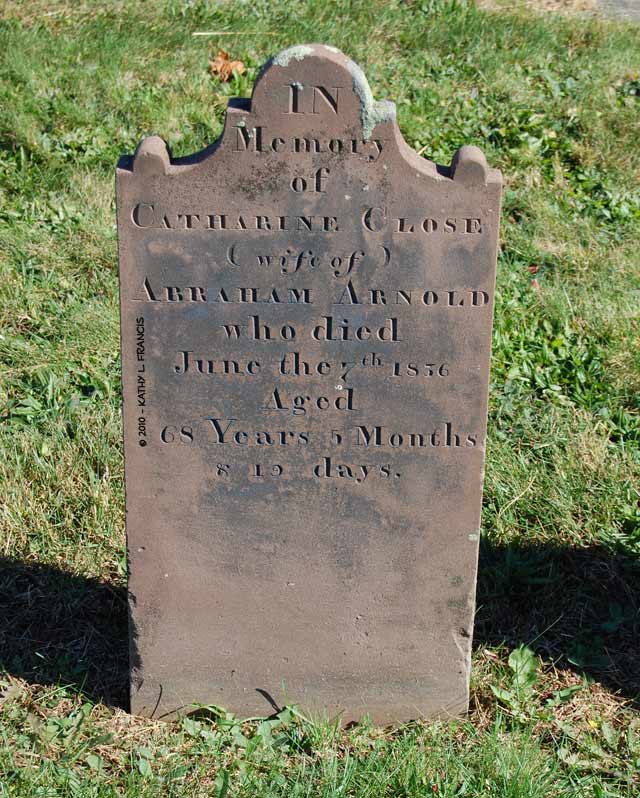 IN
Memory
of
CATHARINE CLOSE
(wife of)
ABRAHAM ARNOLD
who died
June the 7th 1836
Aged
68 Years 5 Months
& 19 days.
© 2010 - KATHY L. FRANCIS